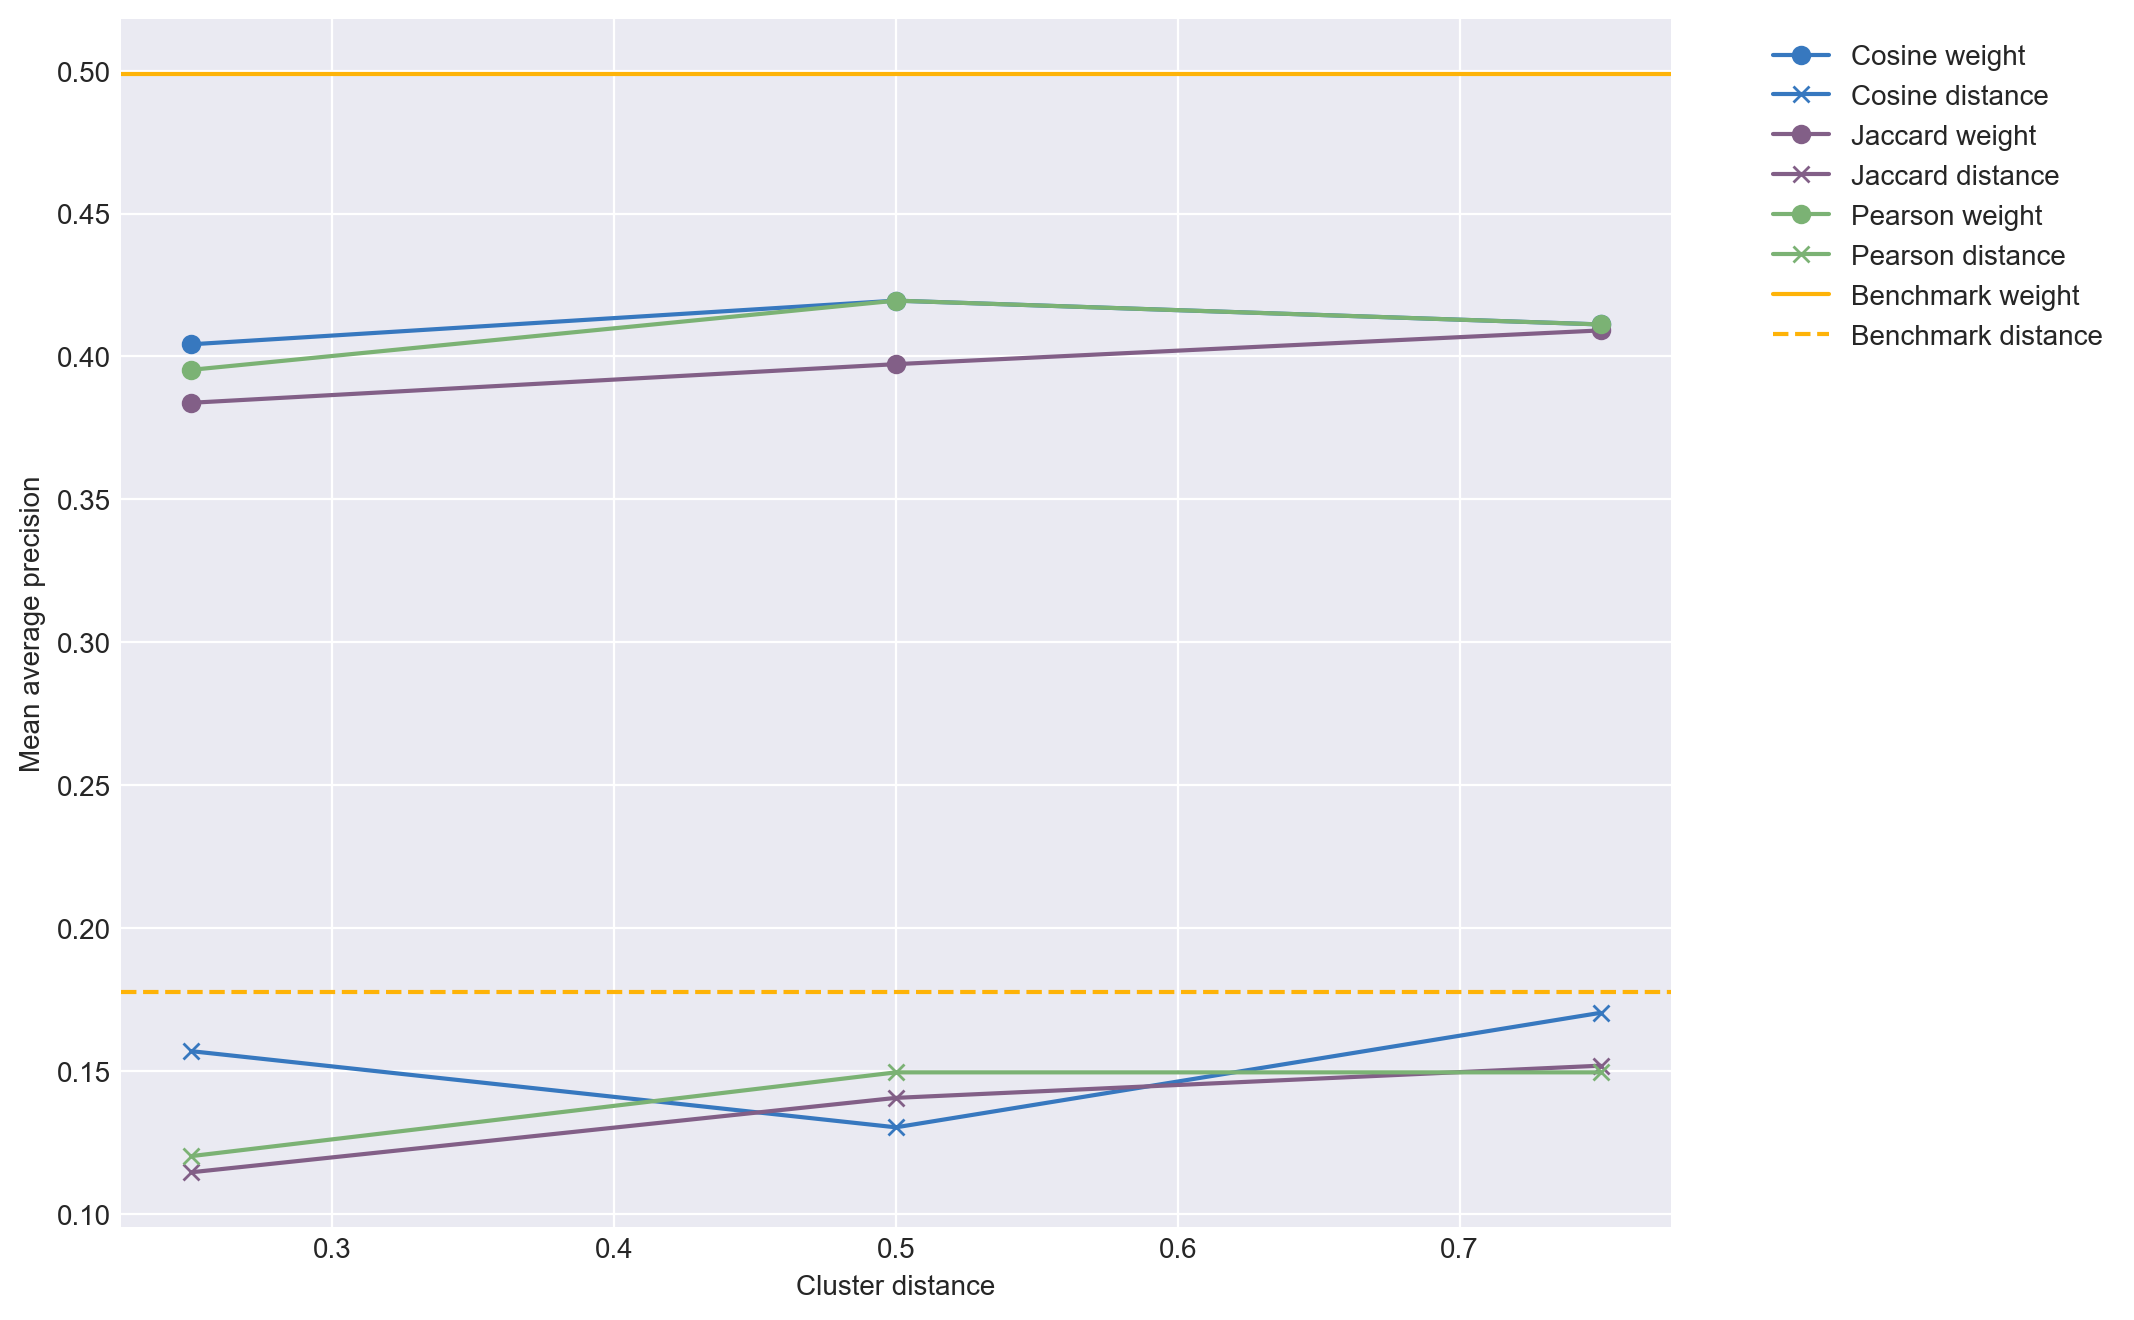 0.50
0.45
0.40
0.35
0.30
0.25
0.20
0.15
0.10
Mean average precision
0.3 0.4 0.5 0.6 0.7
Cluster distance
Cosine weight
Cosine distance
Jaccard weight
Jaccard distance
Pearson weight
Pearson distance
Benchmark weight
Benchmark distance